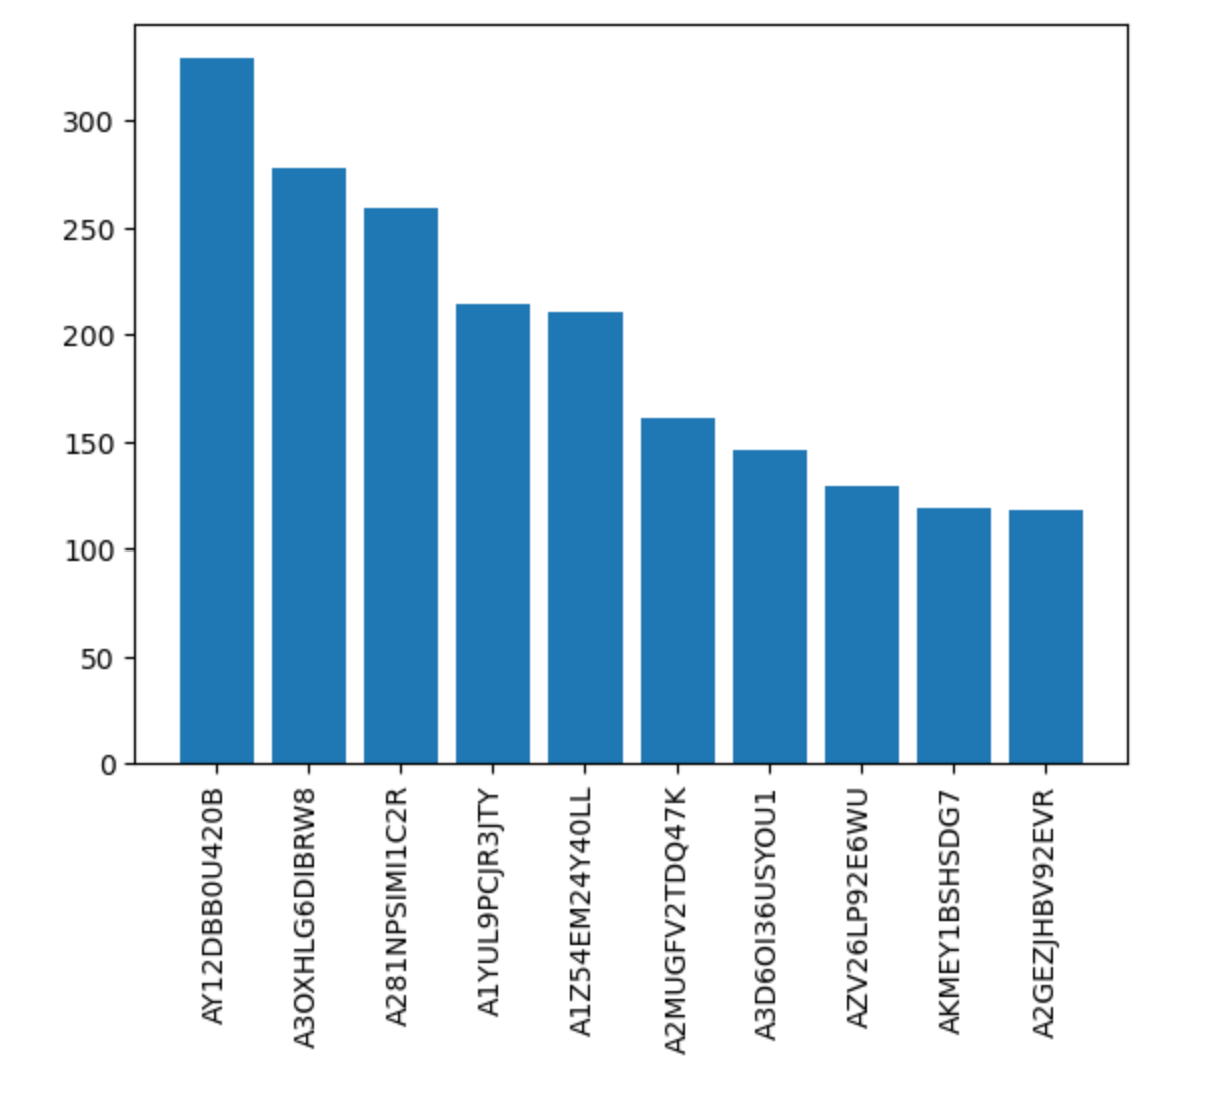 300
250
200
150
100
50
0
AY12DBB0U420B
A3OXHLG6DIBRW8
A281NPSIMI1C2R
A1YUL9PCJR3JTY
A1Z54EM24Y40LL
A2MUGFV2TDQ47K
A3D6OI36USYOU1
AZV26LP92E6WU
AKMEY1BSHSDG7
A2GEZJHBV92EVR